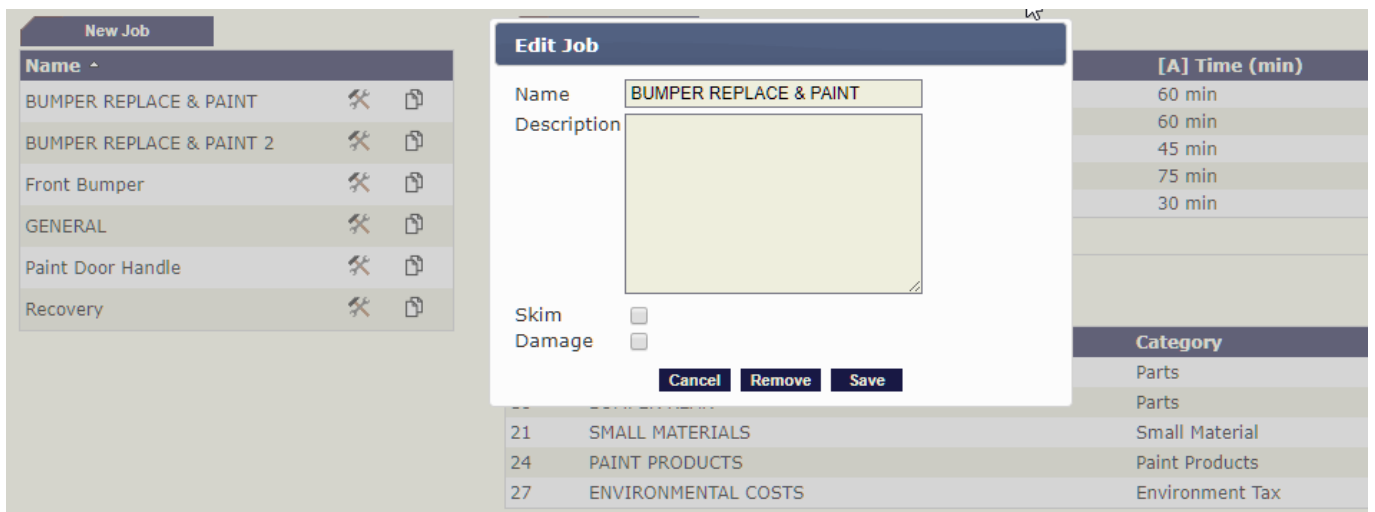 New Job
Name
BUMPER REPLACE & PAINT
BUMPER REPLACE & PAINT 2
Front Bumper
GENERAL
Paint Door Handle
Recovery
Edit Job
Name BUMPER REPLACE & PAINT
Description
Skim
Damage
Cancel Remove Save
[A] Time (min)
60 min
60 min
45 min
75 min
30 min
Category
Parts
Parts
21 SMALL MATERIALS Small Material
24 PAINT PRODUCTS Paint Products
27 ENVIRONMENTAL COSTS Environment Tax